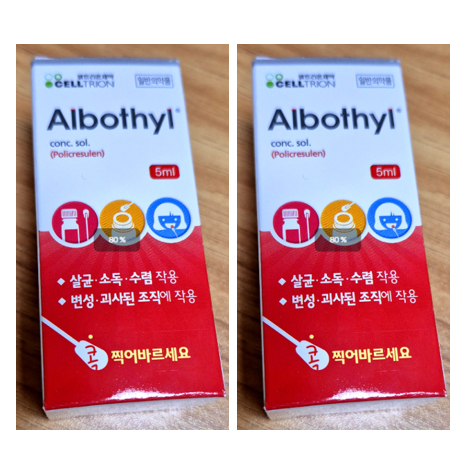 셀트리온제약
CELLTRION
일반의약품
Albothyl®
conc. sol.
(Policresulen)
5ml
80 %
살균·소독·수렴 작용
변성·괴사된 조직에 작용
콕
찍어바르세요
셀트리온제약
CELLTRION
일반의약품
Albothyl®
conc. sol.
(Policresulen)
5ml
80 %
살균·소독·수렴 작용
변성·괴사된 조직에 작용
콕
찍어바르세요